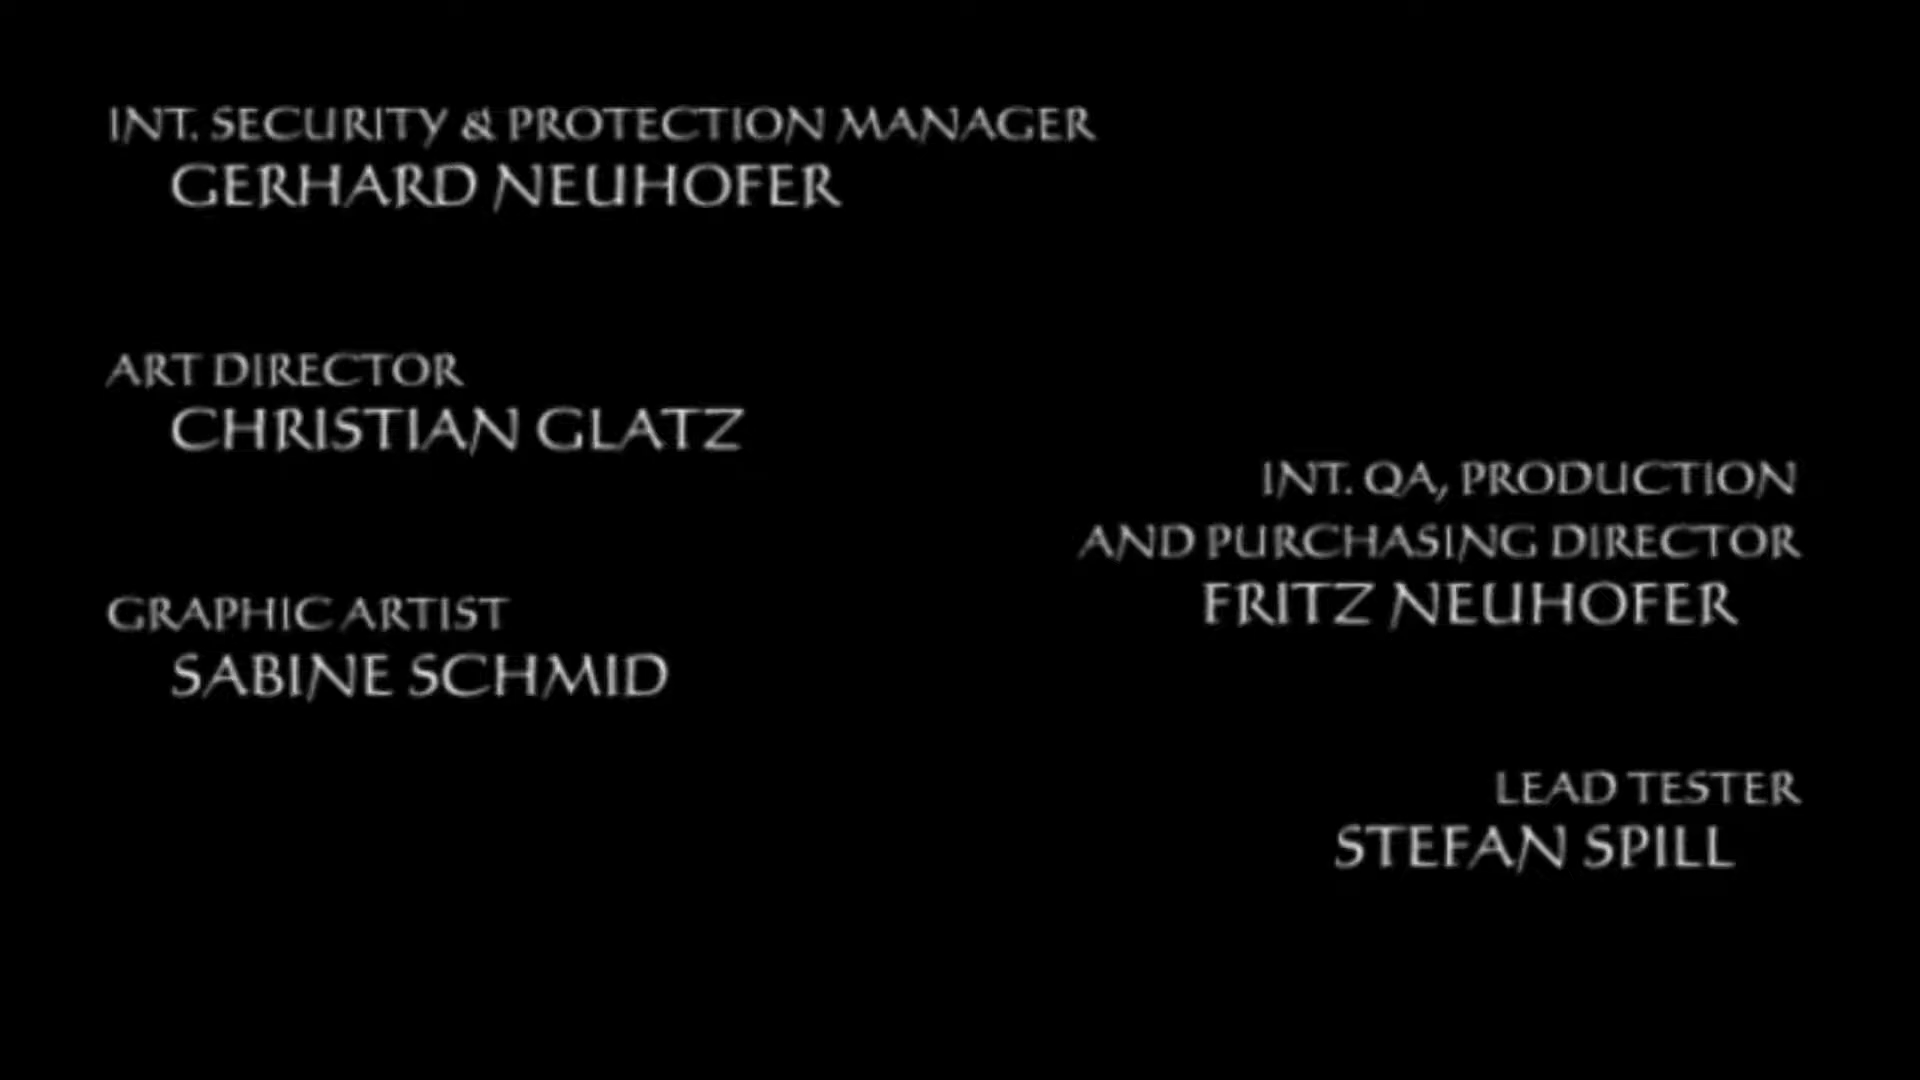 INT. SECURITY & PROTECTION MANAGER
GERHARD NEUHOFER
ART DIRECTOR
CHRISTIAN GLATZ
GRAPHIC ARTIST
SABINE SCHMID
INT. QA, PRODUCTION
AND PURCHASING DIRECTOR
FRITZ NEUHOFER
LEAD TESTER
STEFAN SPILL